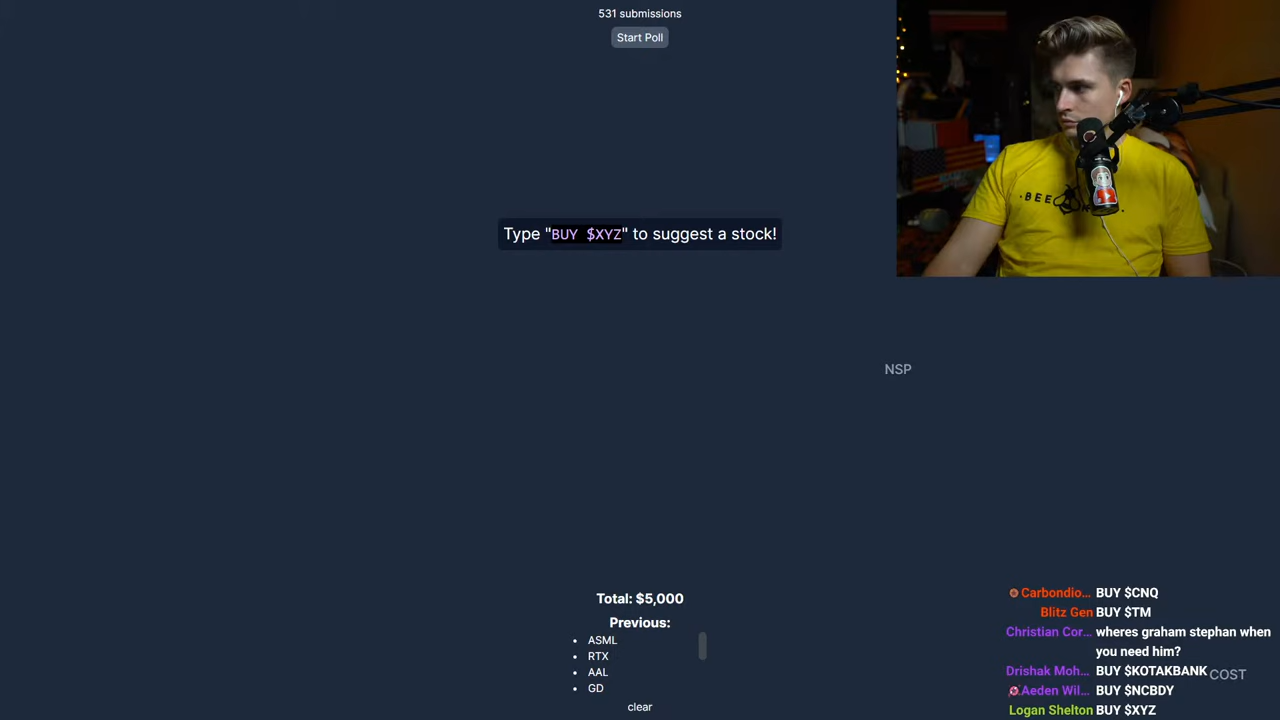 531 submissions
Start Poll
Type "BUY $XYZ" to suggest a stock!
NSP
Total: $5,000
Previous:
• ASML
• RTX
• AAL
• GD
clear
Carbondio... BUY $CNQ
Blitz Gen BUY $TM
Christian Cor... wheres graham stephan when
you need him?
Drishak Moh... BUY $KOTAKBANK
COST
Aeden Wil... BUY $NCBDY
Logan Shelton BUY $XYZ
BEE